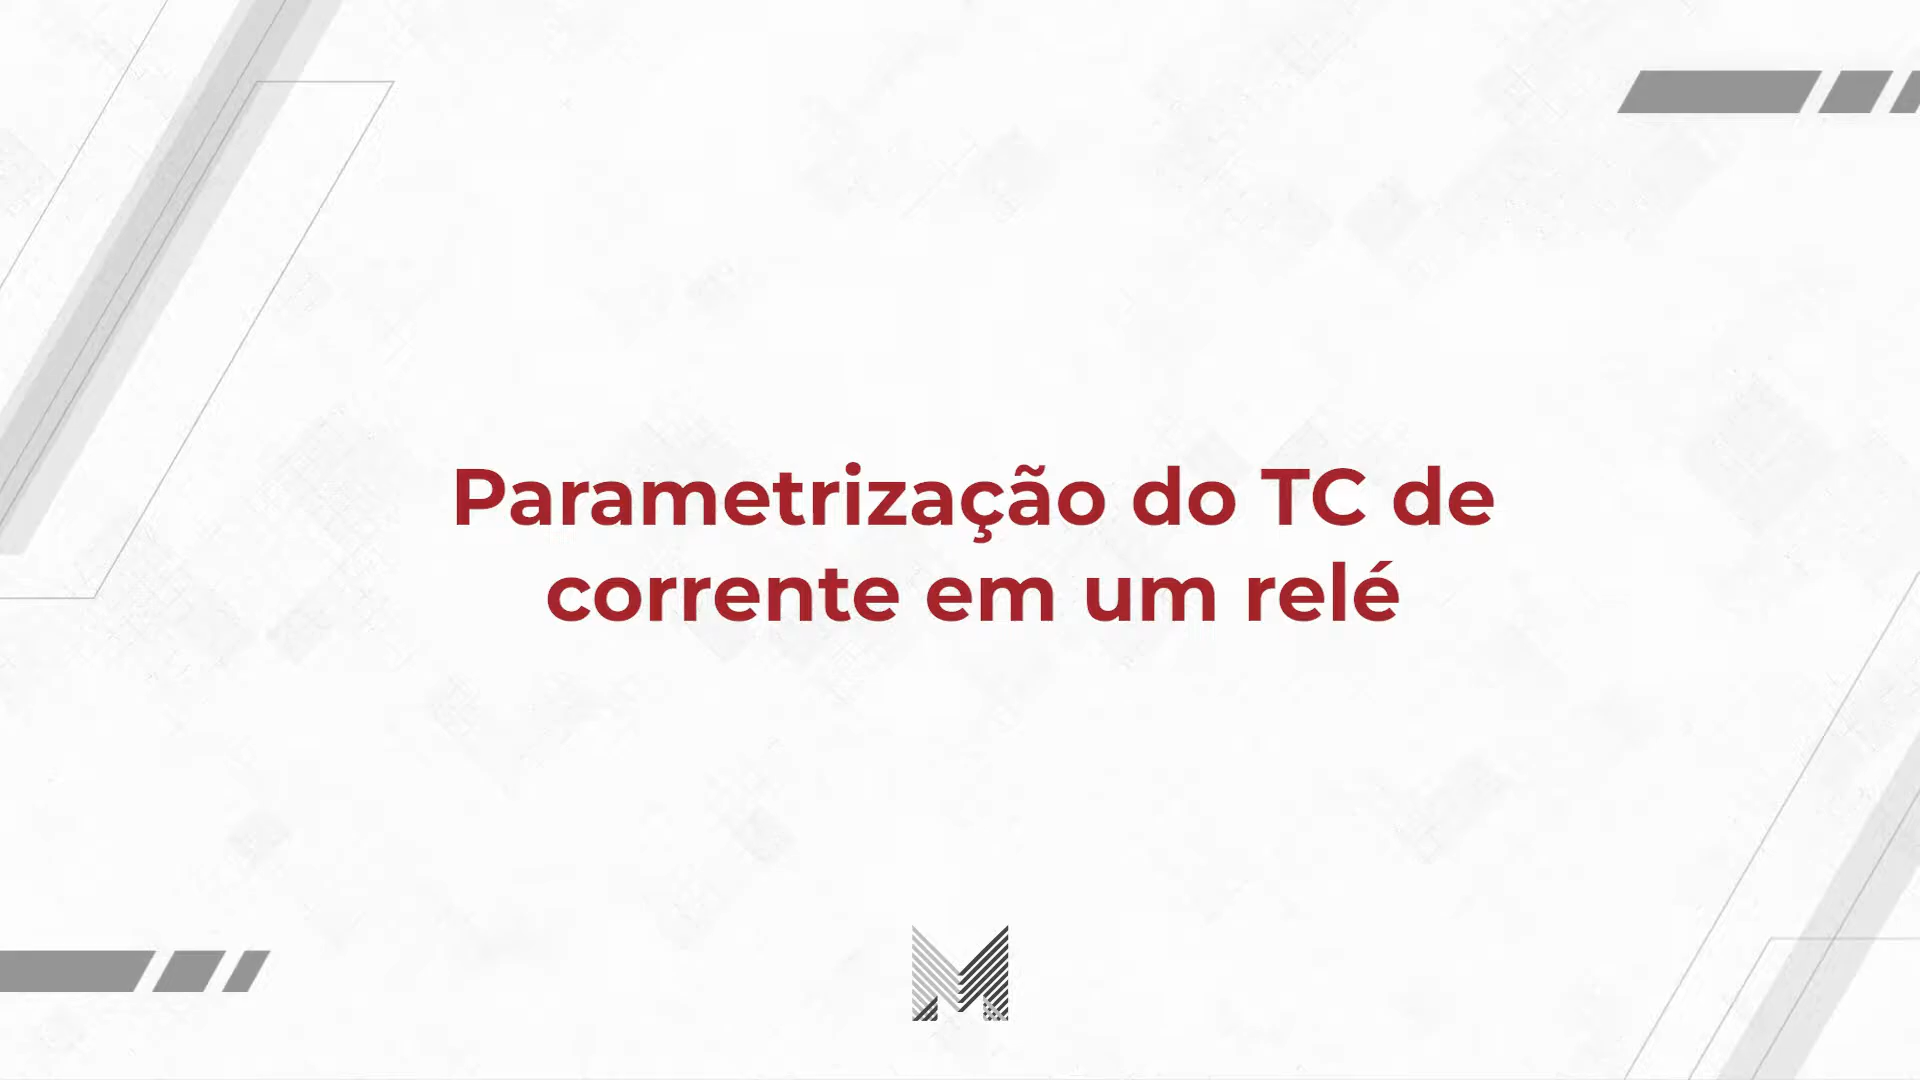 Parametrização do TC de
corrente em um relé